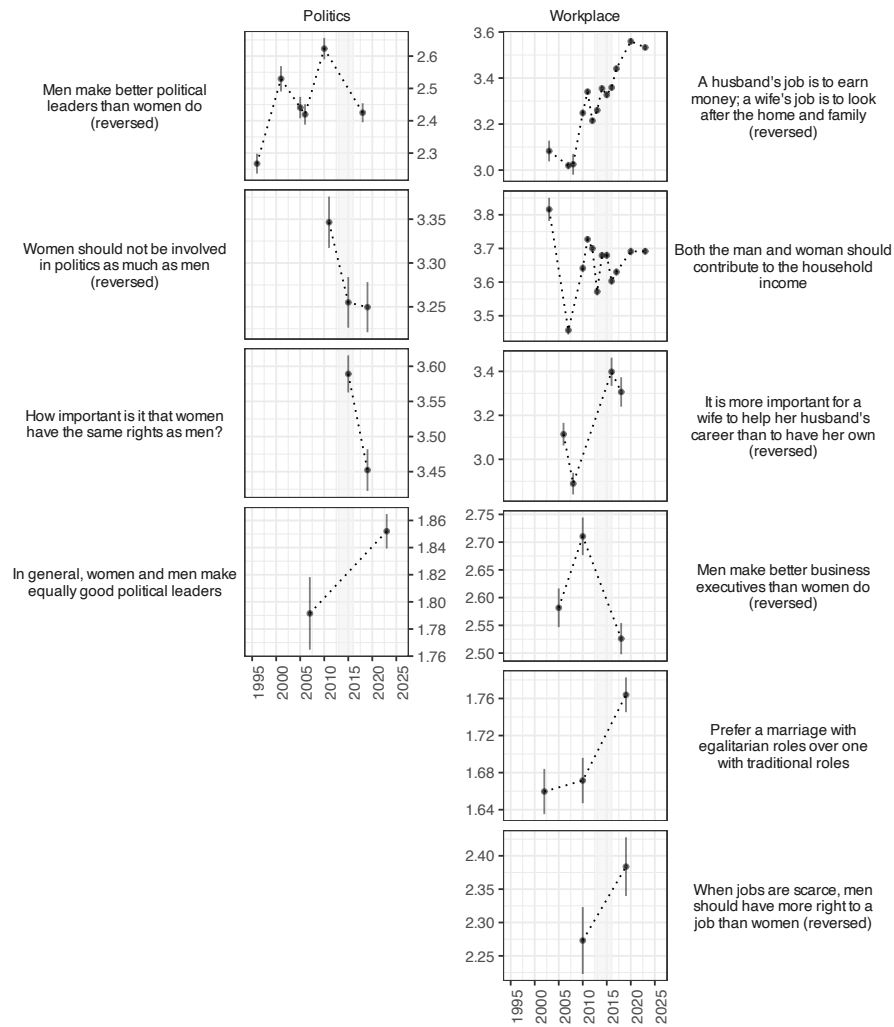 Politics
Men make better political
leaders than women do
(reversed)
2.6
2.5
2.4
2.3
Women should not be involved
in politics as much as men
(reversed)
3.35
3.30
3.25
How important is it that women
have the same rights as men?
3.60
3.55
3.50
3.45
In general, women and men make
equally good political leaders
1.86
1.84
1.82
1.80
1.78
1.76
1995
2000
2005
2010
2015
2020
2025
Workplace
3.6
3.4
3.2
3.0
A husband's job is to earn
money; a wife's job is to look
after the home and family
(reversed)
3.8
3.7
3.6
3.5
Both the man and woman should
contribute to the household
income
3.4
3.2
3.0
It is more important for a
wife to help her husband's
career than to have her own
(reversed)
2.75
2.70
2.65
2.60
2.55
2.50
Men make better business
executives than women do
(reversed)
1.76
1.72
1.68
1.64
Prefer a marriage with
egalitarian roles over one
with traditional roles
2.40
2.35
2.30
2.25
When jobs are scarce, men
should have more right to a
job than women (reversed)
1995
2000
2005
2010
2015
2020
2025